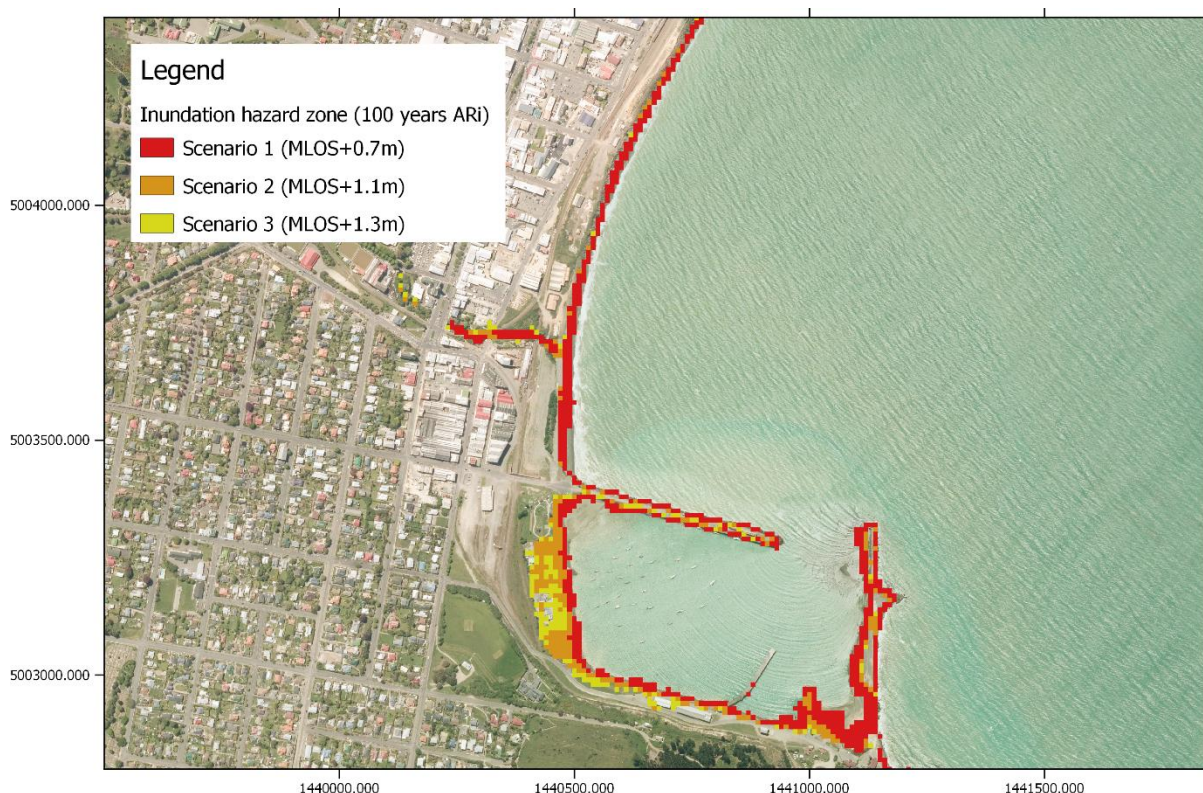 Legend
Inundation hazard zone (100 years ARi)
Scenario 1 (MLOS+0.7m)
Scenario 2 (MLOS+1.1m)
Scenario 3 (MLOS+1.3m)
5004000.000
5003500.000
5003000.000
1440000.000 1440500.000 1441000.000 1441500.000